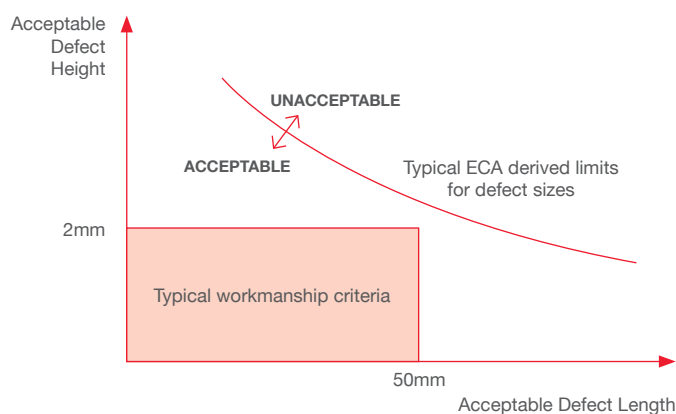 Acceptable
Defect
Height
UNACCEPTABLE
ACCEPTABLE
Typical ECA derived limits
for defect sizes
2mm
Typical workmanship criteria
50mm
Acceptable Defect Length